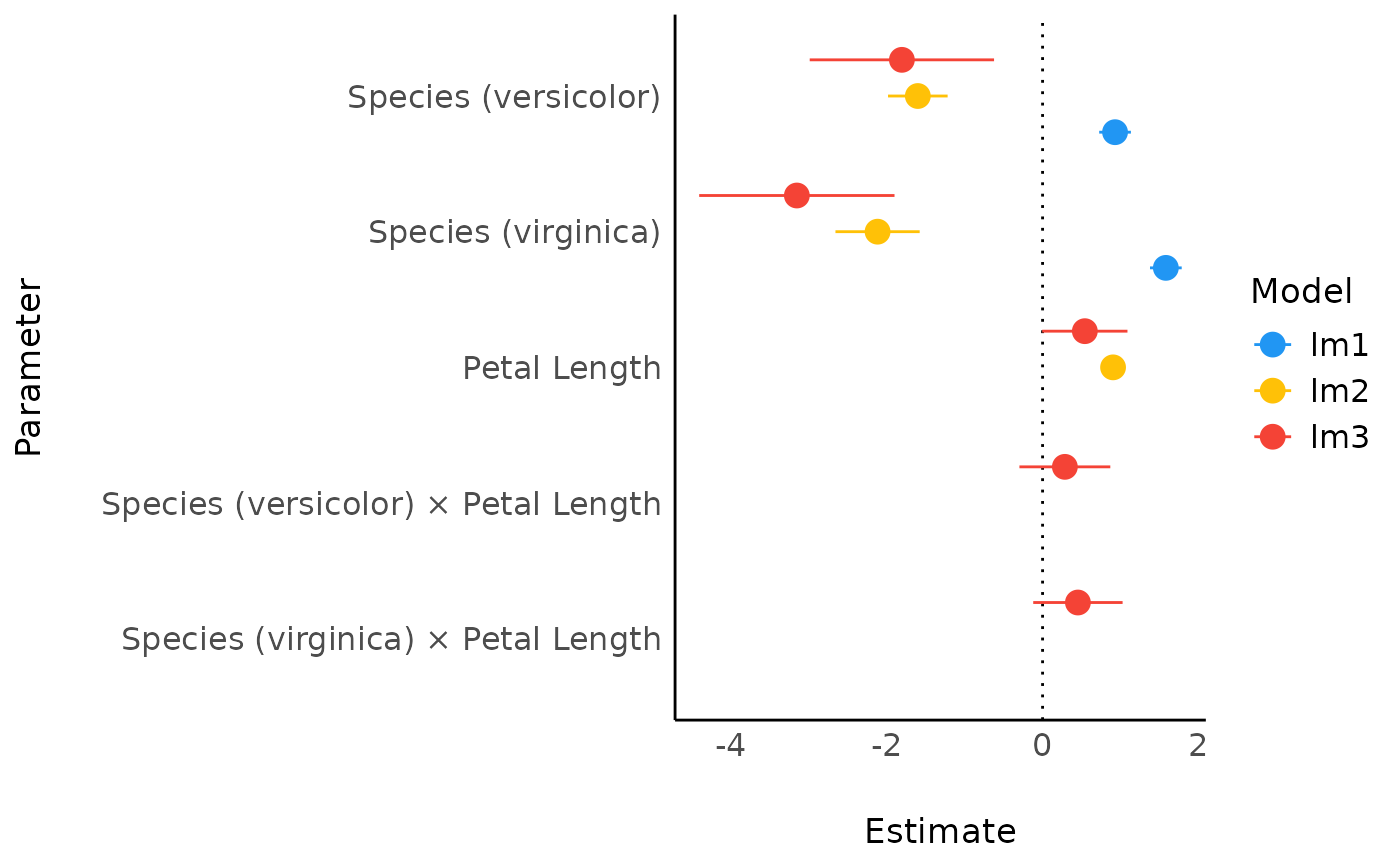 Species (versicolor)
Species (virginica)
Petal Length
Species (versicolor) × Petal Length
Species (virginica) × Petal Length
Parameter
-4
-2
0
2
Estimate
Model
lm1
lm2
lm3